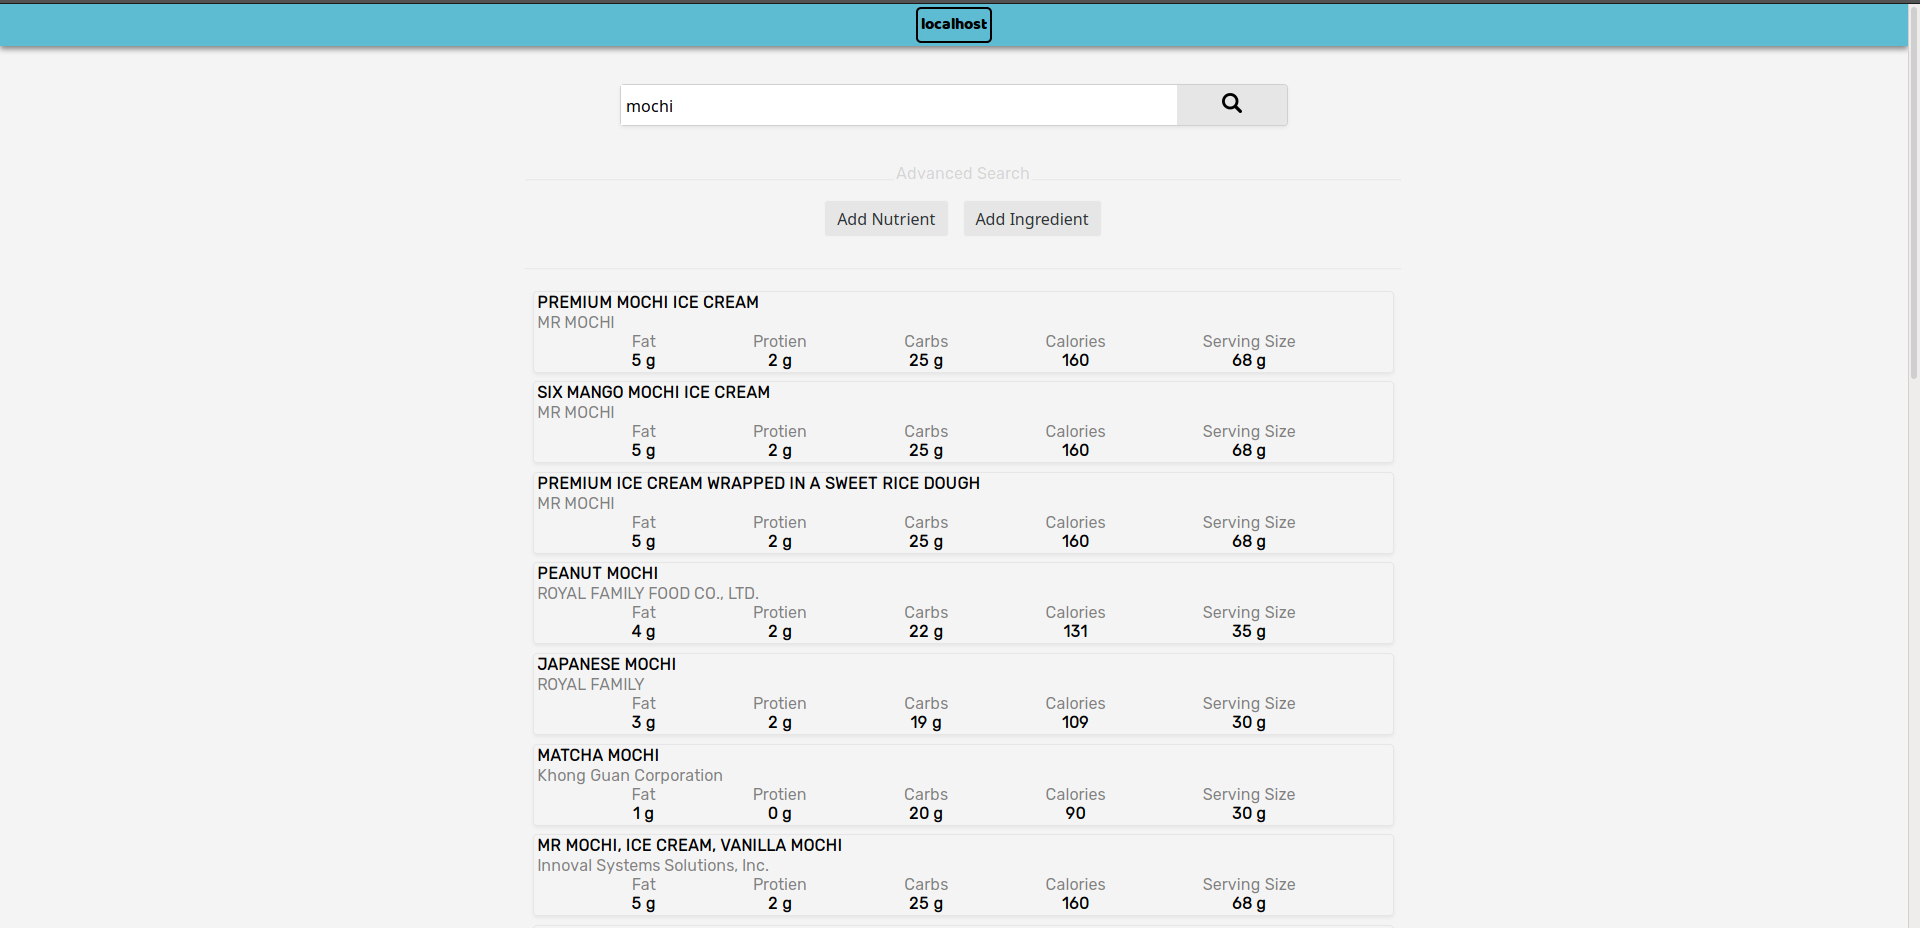 localhost
mochi
Advanced Search
Add Nutrient Add Ingredient
PREMIUM MOCHI ICE CREAM
MR MOCHI
Fat Protien Carbs Calories Serving Size
5 g 2 g 25 g 160 68 g
SIX MANGO MOCHI ICE CREAM
MR MOCHI
Fat Protien Carbs Calories Serving Size
5 g 2 g 25 g 160 68 g
PREMIUM ICE CREAM WRAPPED IN A SWEET RICE DOUGH
MR MOCHI
Fat Protien Carbs Calories Serving Size
5 g 2 g 25 g 160 68 g
PEANUT MOCHI
ROYAL FAMILY FOOD CO., LTD.
Fat Protien Carbs Calories Serving Size
4 g 2 g 22 g 131 35 g
JAPANESE MOCHI
ROYAL FAMILY
Fat Protien Carbs Calories Serving Size
3 g 2 g 19 g 109 30 g
MATCHA MOCHI
Khong Guan Corporation
Fat Protien Carbs Calories Serving Size
1 g 0 g 20 g 90 30 g
MR MOCHI, ICE CREAM, VANILLA MOCHI
Innoval Systems Solutions, Inc.
Fat Protien Carbs Calories Serving Size
5 g 2 g 25 g 160 68 g